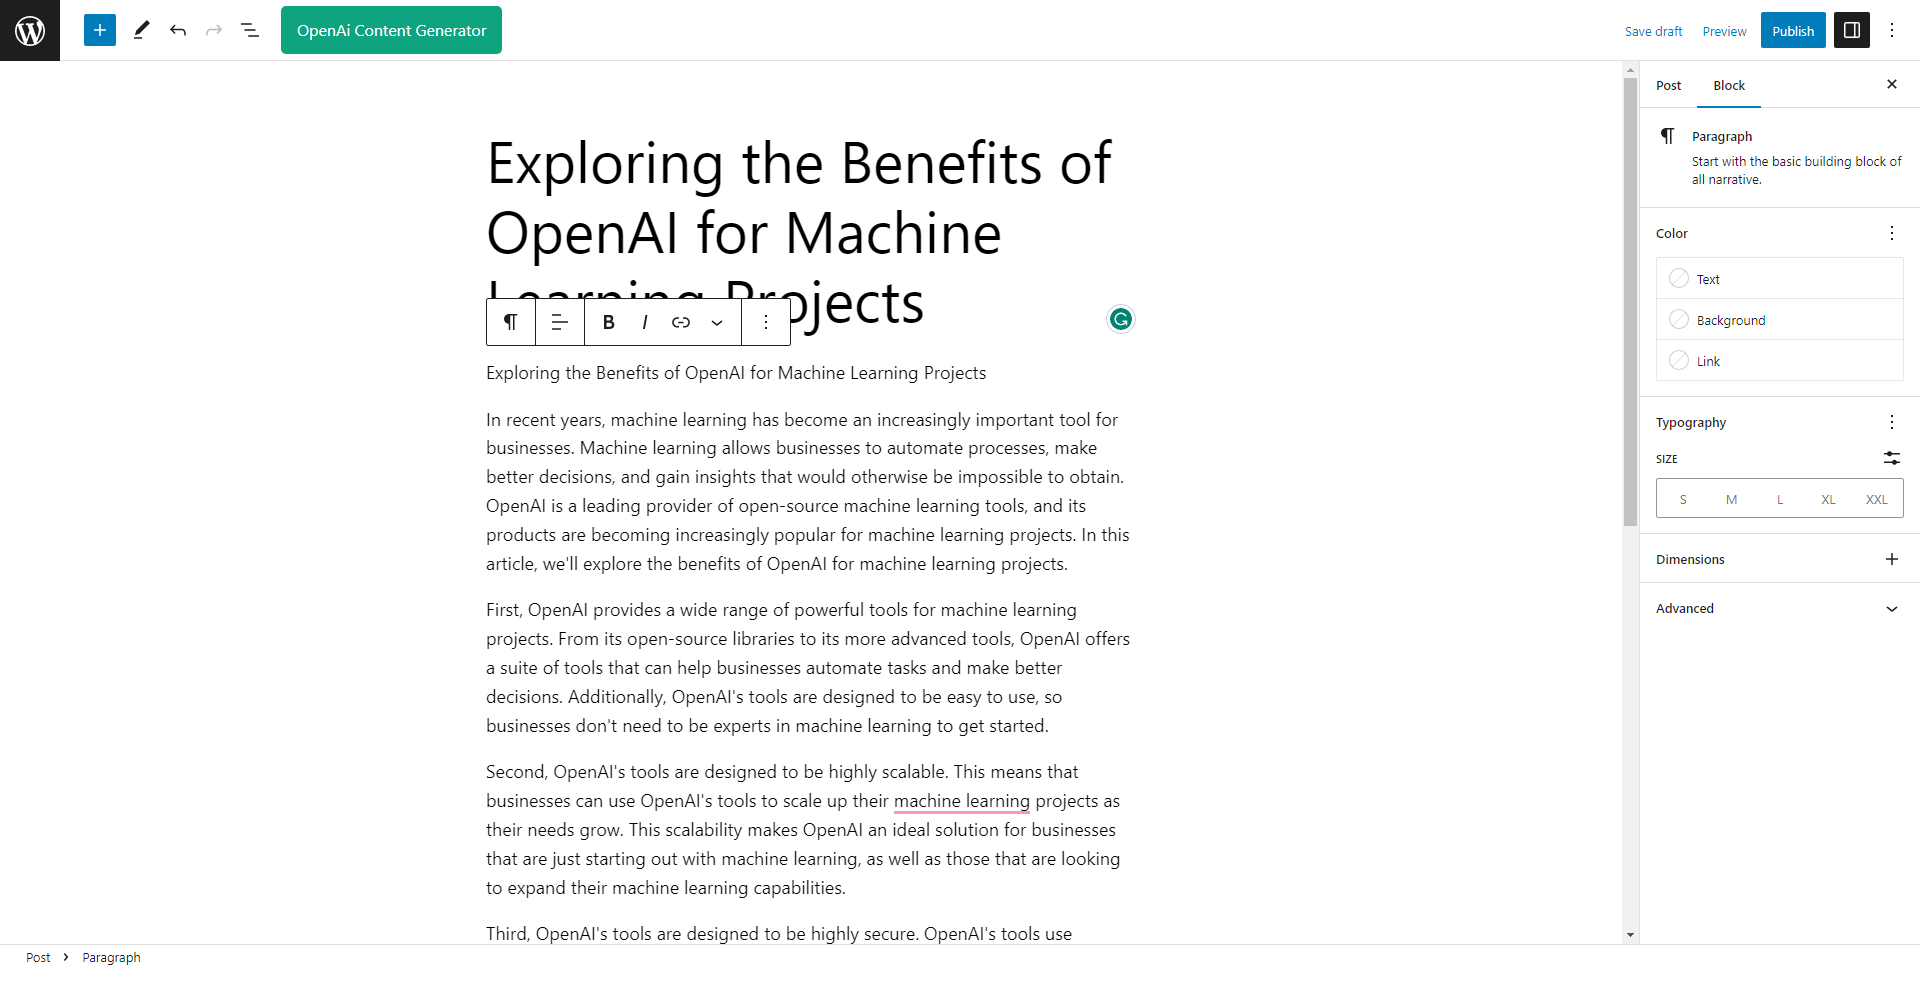 OpenAi Content Generator
Save draft
Preview
Publish
Exploring the Benefits of
OpenAI for Machine
Learning Projects
B I
Exploring the Benefits of OpenAI for Machine Learning Projects
In recent years, machine learning has become an increasingly important tool for
businesses. Machine learning allows businesses to automate processes, make
better decisions, and gain insights that would otherwise be impossible to obtain.
OpenAI is a leading provider of open-source machine learning tools, and its
products are becoming increasingly popular for machine learning projects. In this
article, we'll explore the benefits of OpenAI for machine learning projects.
First, OpenAI provides a wide range of powerful tools for machine learning
projects. From its open-source libraries to its more advanced tools, OpenAI offers
a suite of tools that can help businesses automate tasks and make better
decisions. Additionally, OpenAI's tools are designed to be easy to use, so
businesses don't need to be experts in machine learning to get started.
Second, OpenAI's tools are designed to be highly scalable. This means that
businesses can use OpenAI's tools to scale up their machine learning projects as
their needs grow. This scalability makes OpenAI an ideal solution for businesses
that are just starting out with machine learning, as well as those that are looking
to expand their machine learning capabilities.
Third, OpenAI's tools are designed to be highly secure. OpenAI's tools use
Post
Block
Paragraph
Start with the basic building block of
all narrative.
Color
Text
Background
Link
Typography
SIZE
S M L XL XXL
Dimensions
Advanced
Post › Paragraph